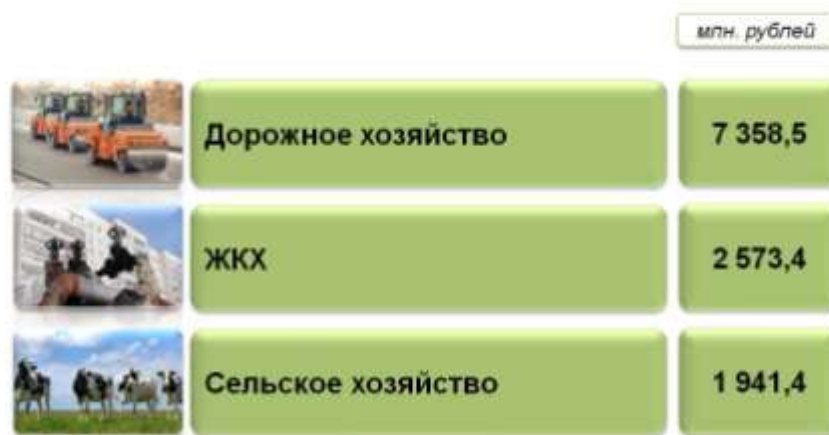 млн. рублей
Дорожное хозяйство 7 358,5
ЖКХ 2 573,4
Сельское хозяйство 1 941,4